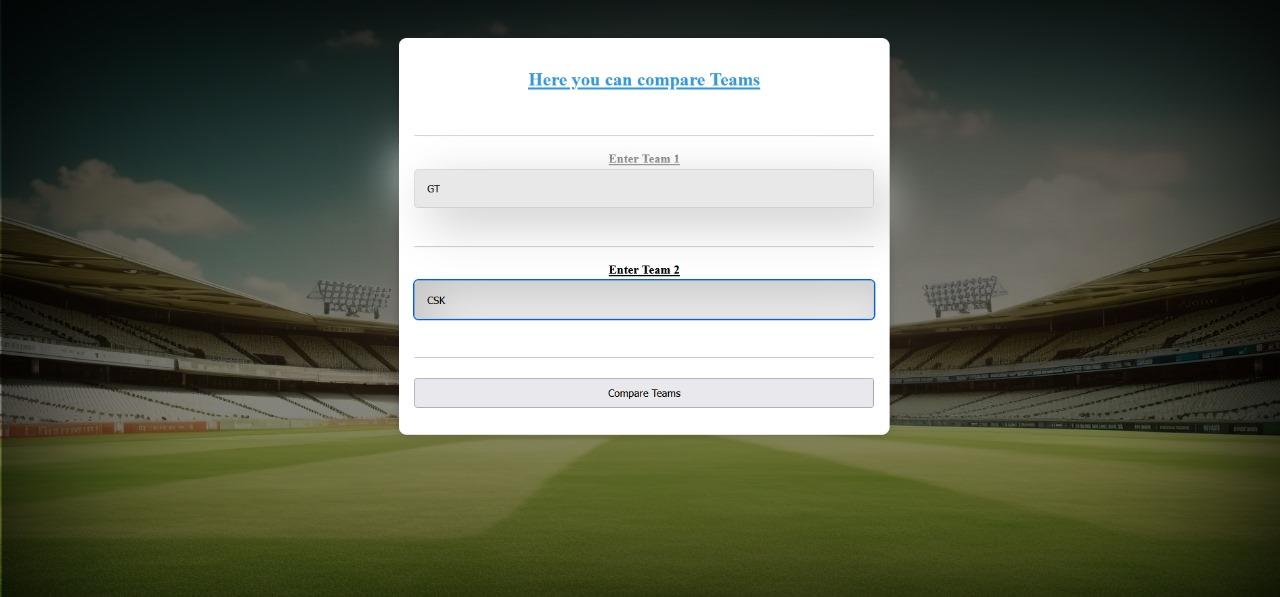 Here you can compare Teams
Enter Team 1
GT
Enter Team 2
CSK
Compare Teams